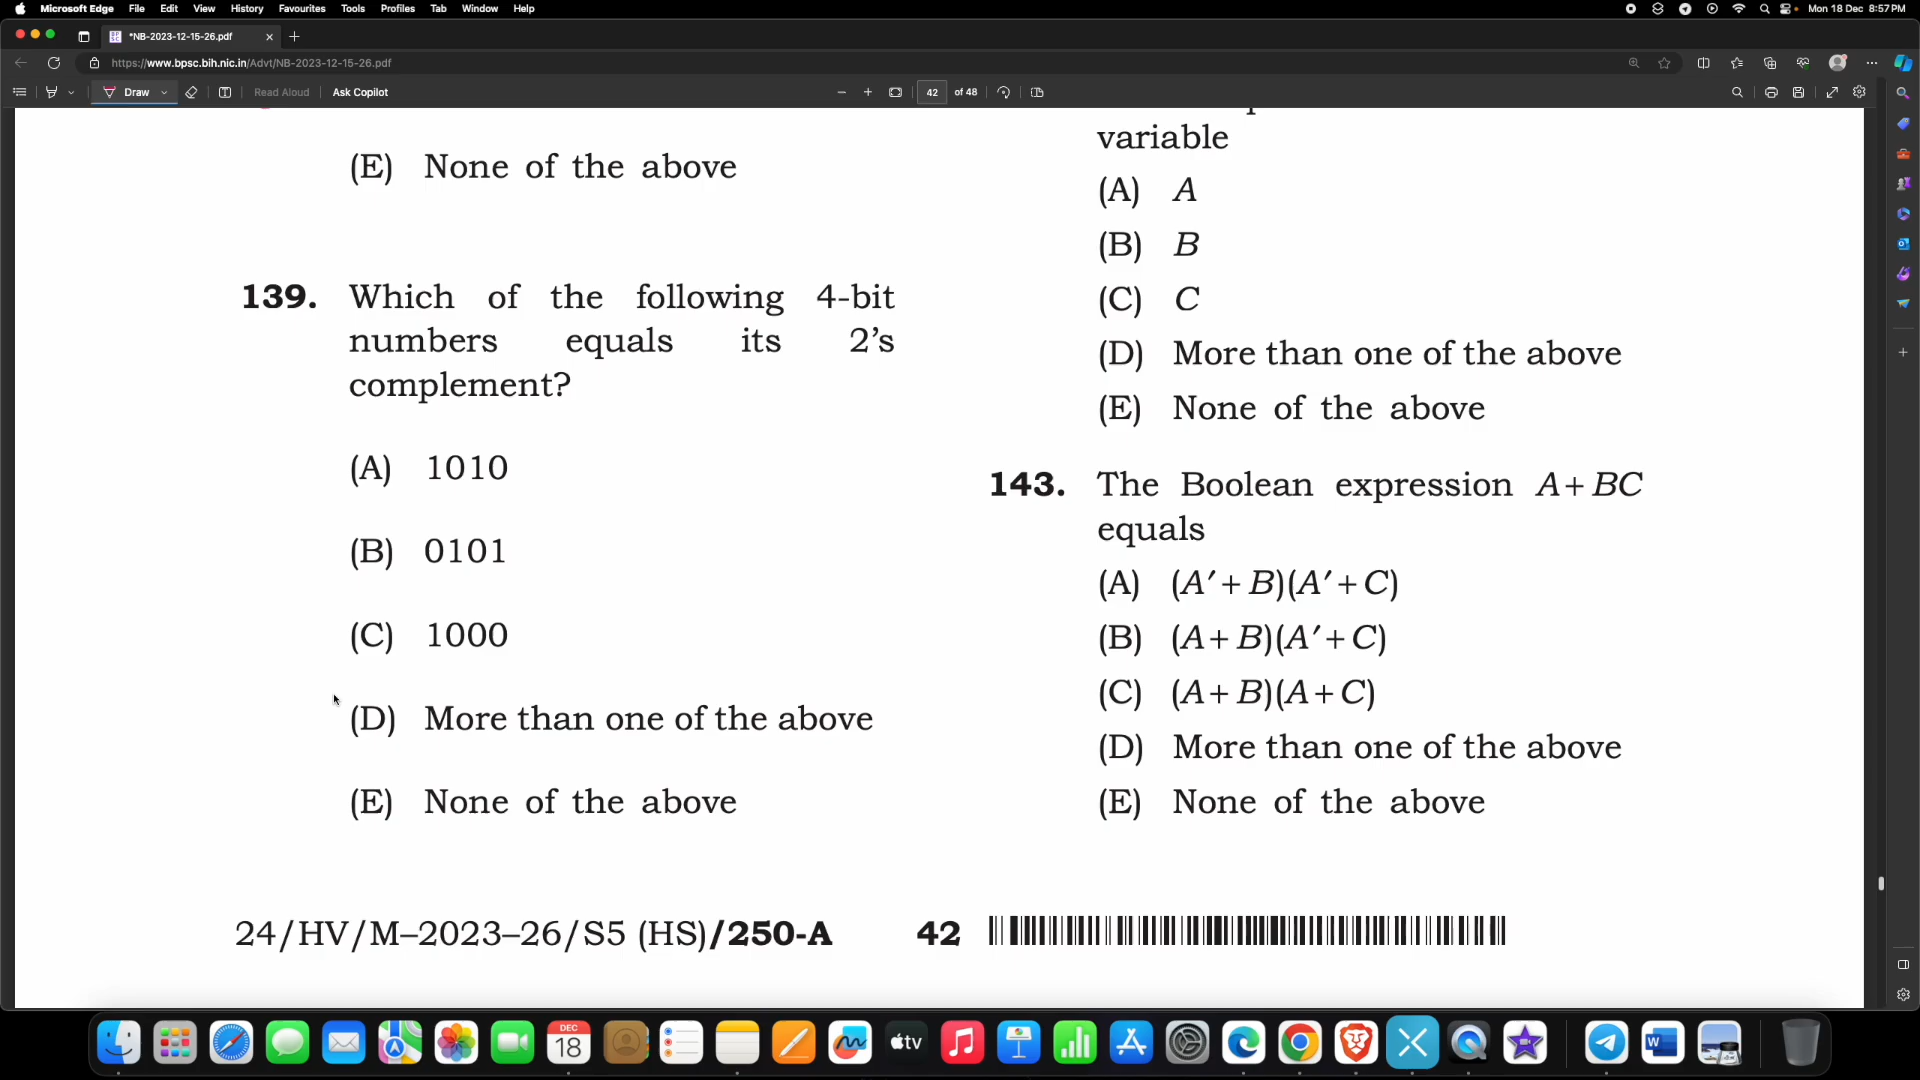 Microsoft Edge File Edit View History Favourites Tools Profiles Tab Window Help
Mon 18 Dec 8:57 PM
*NB-2023-12-15-26.pdf
https://www.bpsc.bih.nic.in/Advt/NB-2023-12-15-26.pdf
Draw
Read Aloud
Ask Copilot
42 of 48
(E) None of the above
139. Which of the following 4-bit
numbers equals its 2’s
complement?
(A) 1010
(B) 0101
(C) 1000
(D) More than one of the above
(E) None of the above
variable
(A) A
(B) B
(C) C
(D) More than one of the above
(E) None of the above
143. The Boolean expression A+BC
equals
(A) (A′+B)(A′+C)
(B) (A+B)(A′+C)
(C) (A+B)(A+C)
(D) More than one of the above
(E) None of the above
24/HV/M–2023–26/S5 (HS)/250-A 42
DEC
18
tv
W